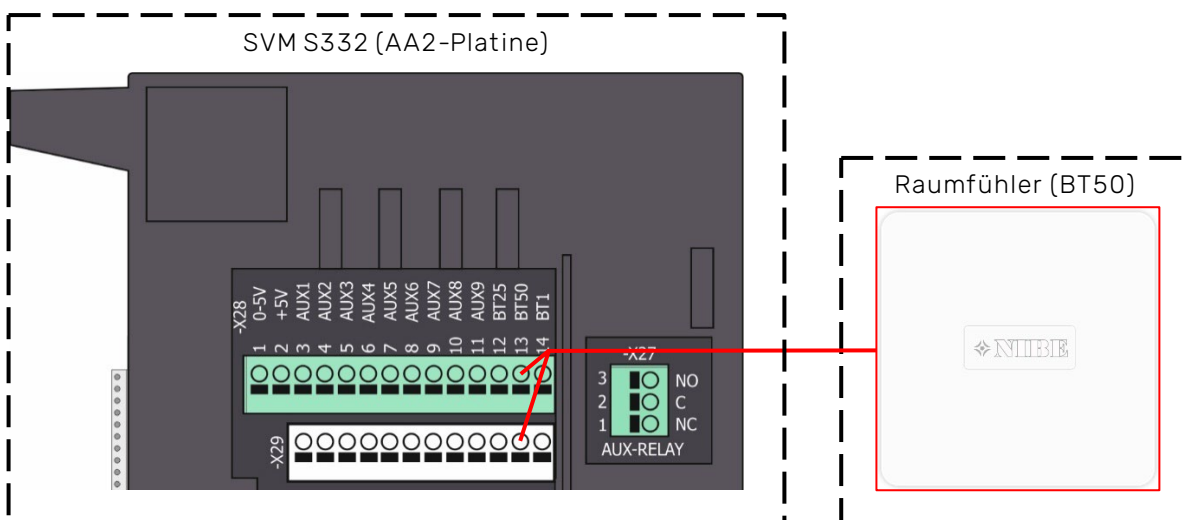 SVM S332 (AA2-Platine)
Raumfühler (BT50)
-X28
0-5V
+5V
AUX1
AUX2
AUX3
AUX4
AUX5
AUX6
AUX7
AUX8
AUX9
BT25
BT50
BT1
1 2 3 4 5 6 7 8 9 10 11 12 13 14
-X27
3 NO
2 C
1 NC
AUX-RELAY
-X29
NIBE